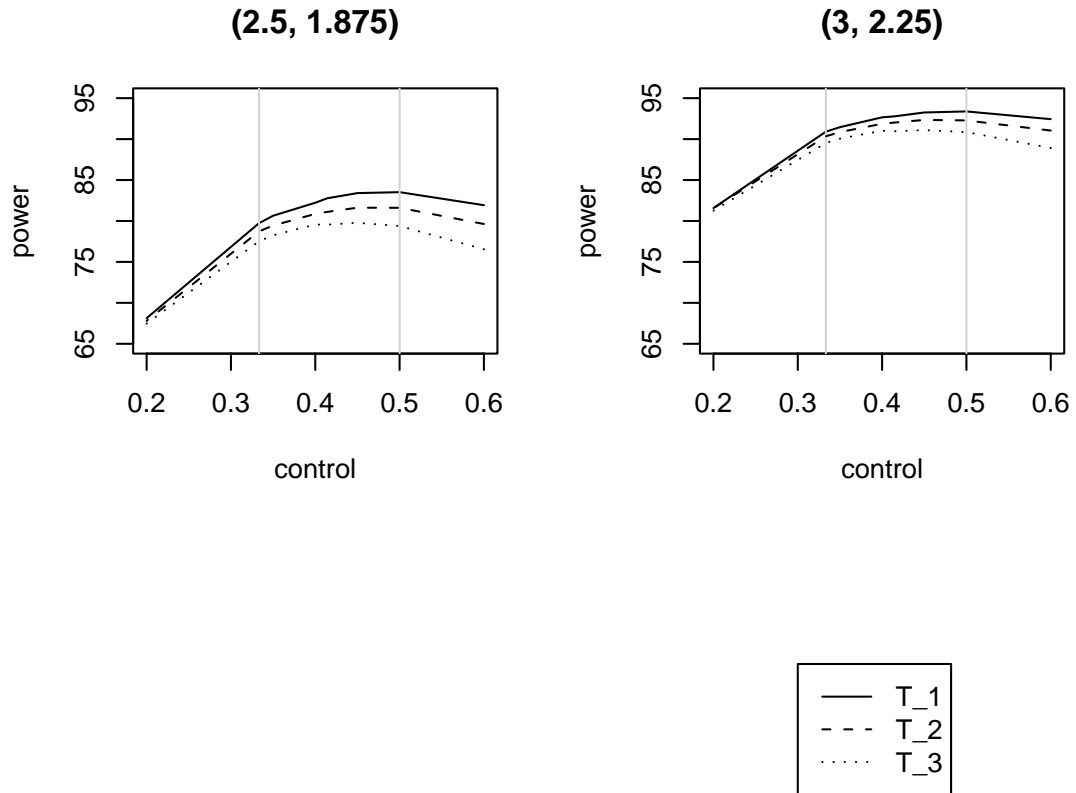 (2.5, 1.875)
65 75 85 95
power
0.2 0.3 0.4 0.5 0.6
control
(3, 2.25)
65 75 85 95
power
0.2 0.3 0.4 0.5 0.6
control
T_1
T_2
T_3